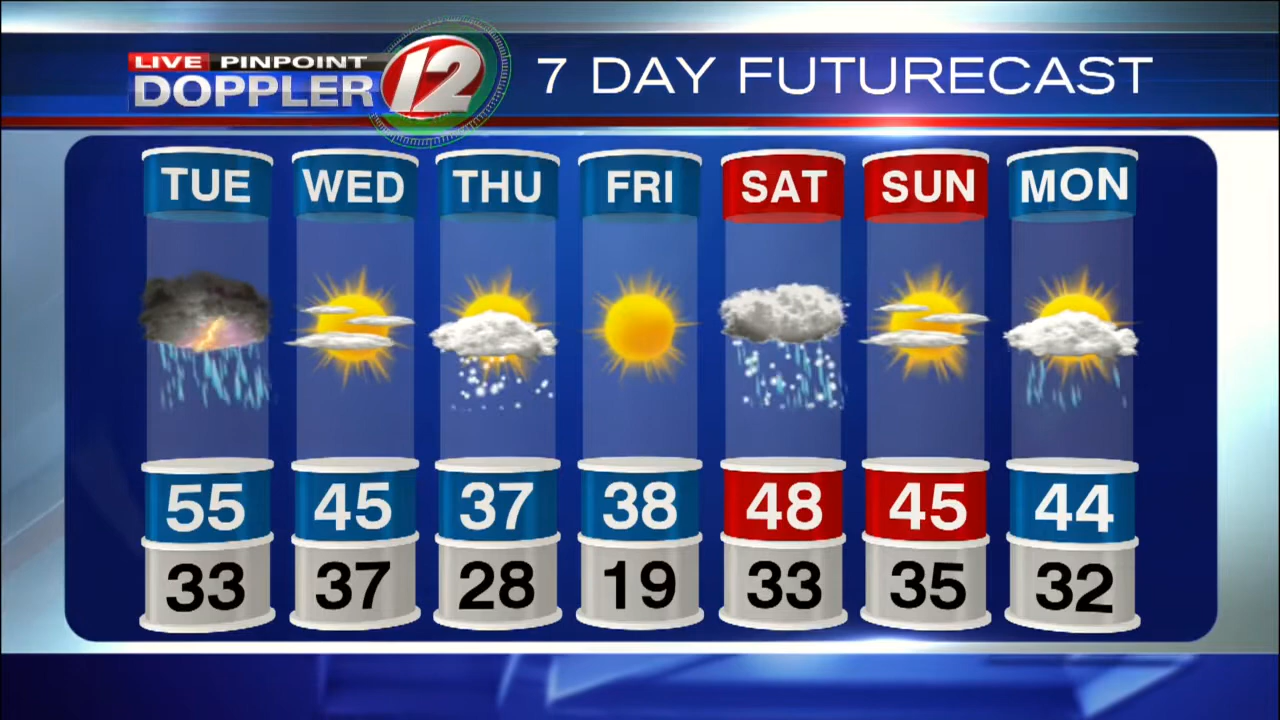 LIVE PINPOINT
DOPPLER 12
7 DAY FUTURECAST
TUE WED THU FRI SAT SUN MON
55 45 37 38 48 45 44
33 37 28 19 33 35 32